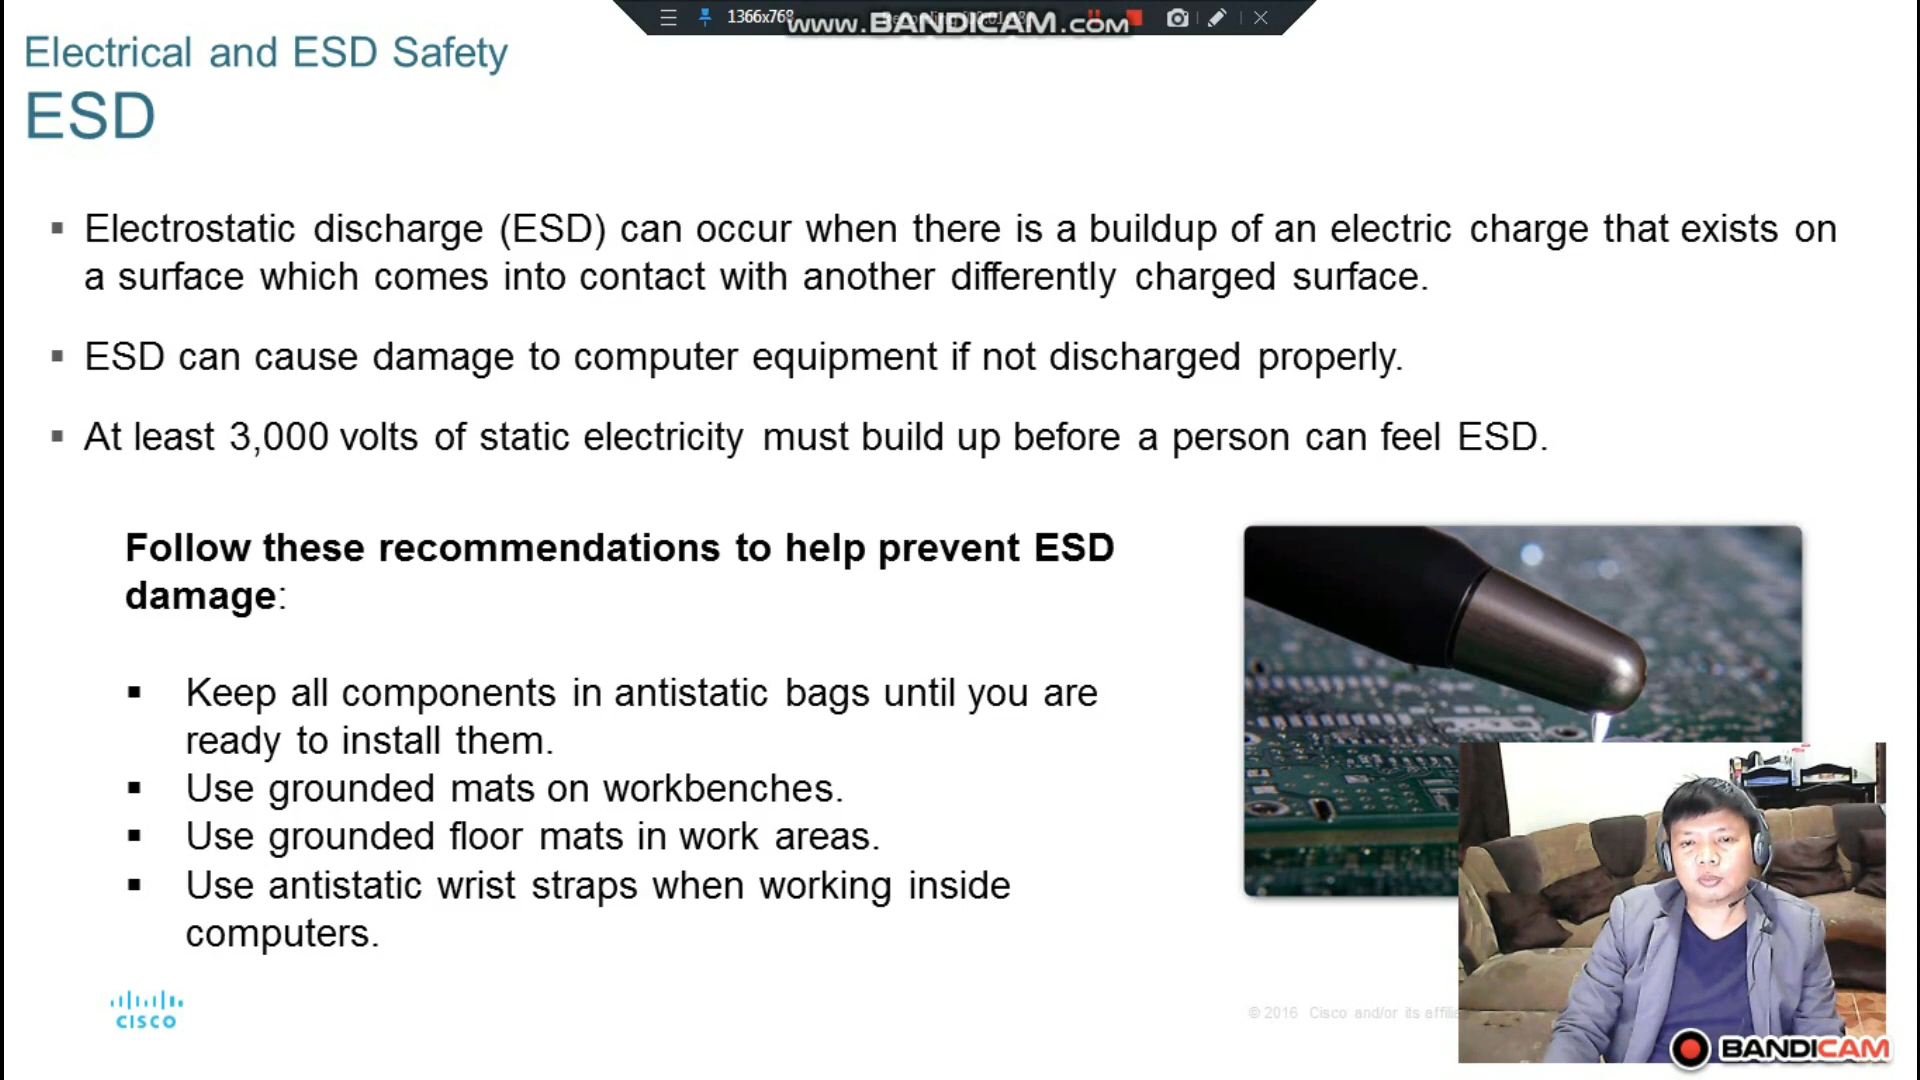 1366x768
www.BANDICAM.com
Electrical and ESD Safety
ESD
▪ Electrostatic discharge (ESD) can occur when there is a buildup of an electric charge that exists on
a surface which comes into contact with another differently charged surface.
▪ ESD can cause damage to computer equipment if not discharged properly.
▪ At least 3,000 volts of static electricity must build up before a person can feel ESD.
Follow these recommendations to help prevent ESD
damage:
▪ Keep all components in antistatic bags until you are
ready to install them.
▪ Use grounded mats on workbenches.
▪ Use grounded floor mats in work areas.
▪ Use antistatic wrist straps when working inside
computers.
CISCO
© 2016 Cisco and/or its
BANDICAM